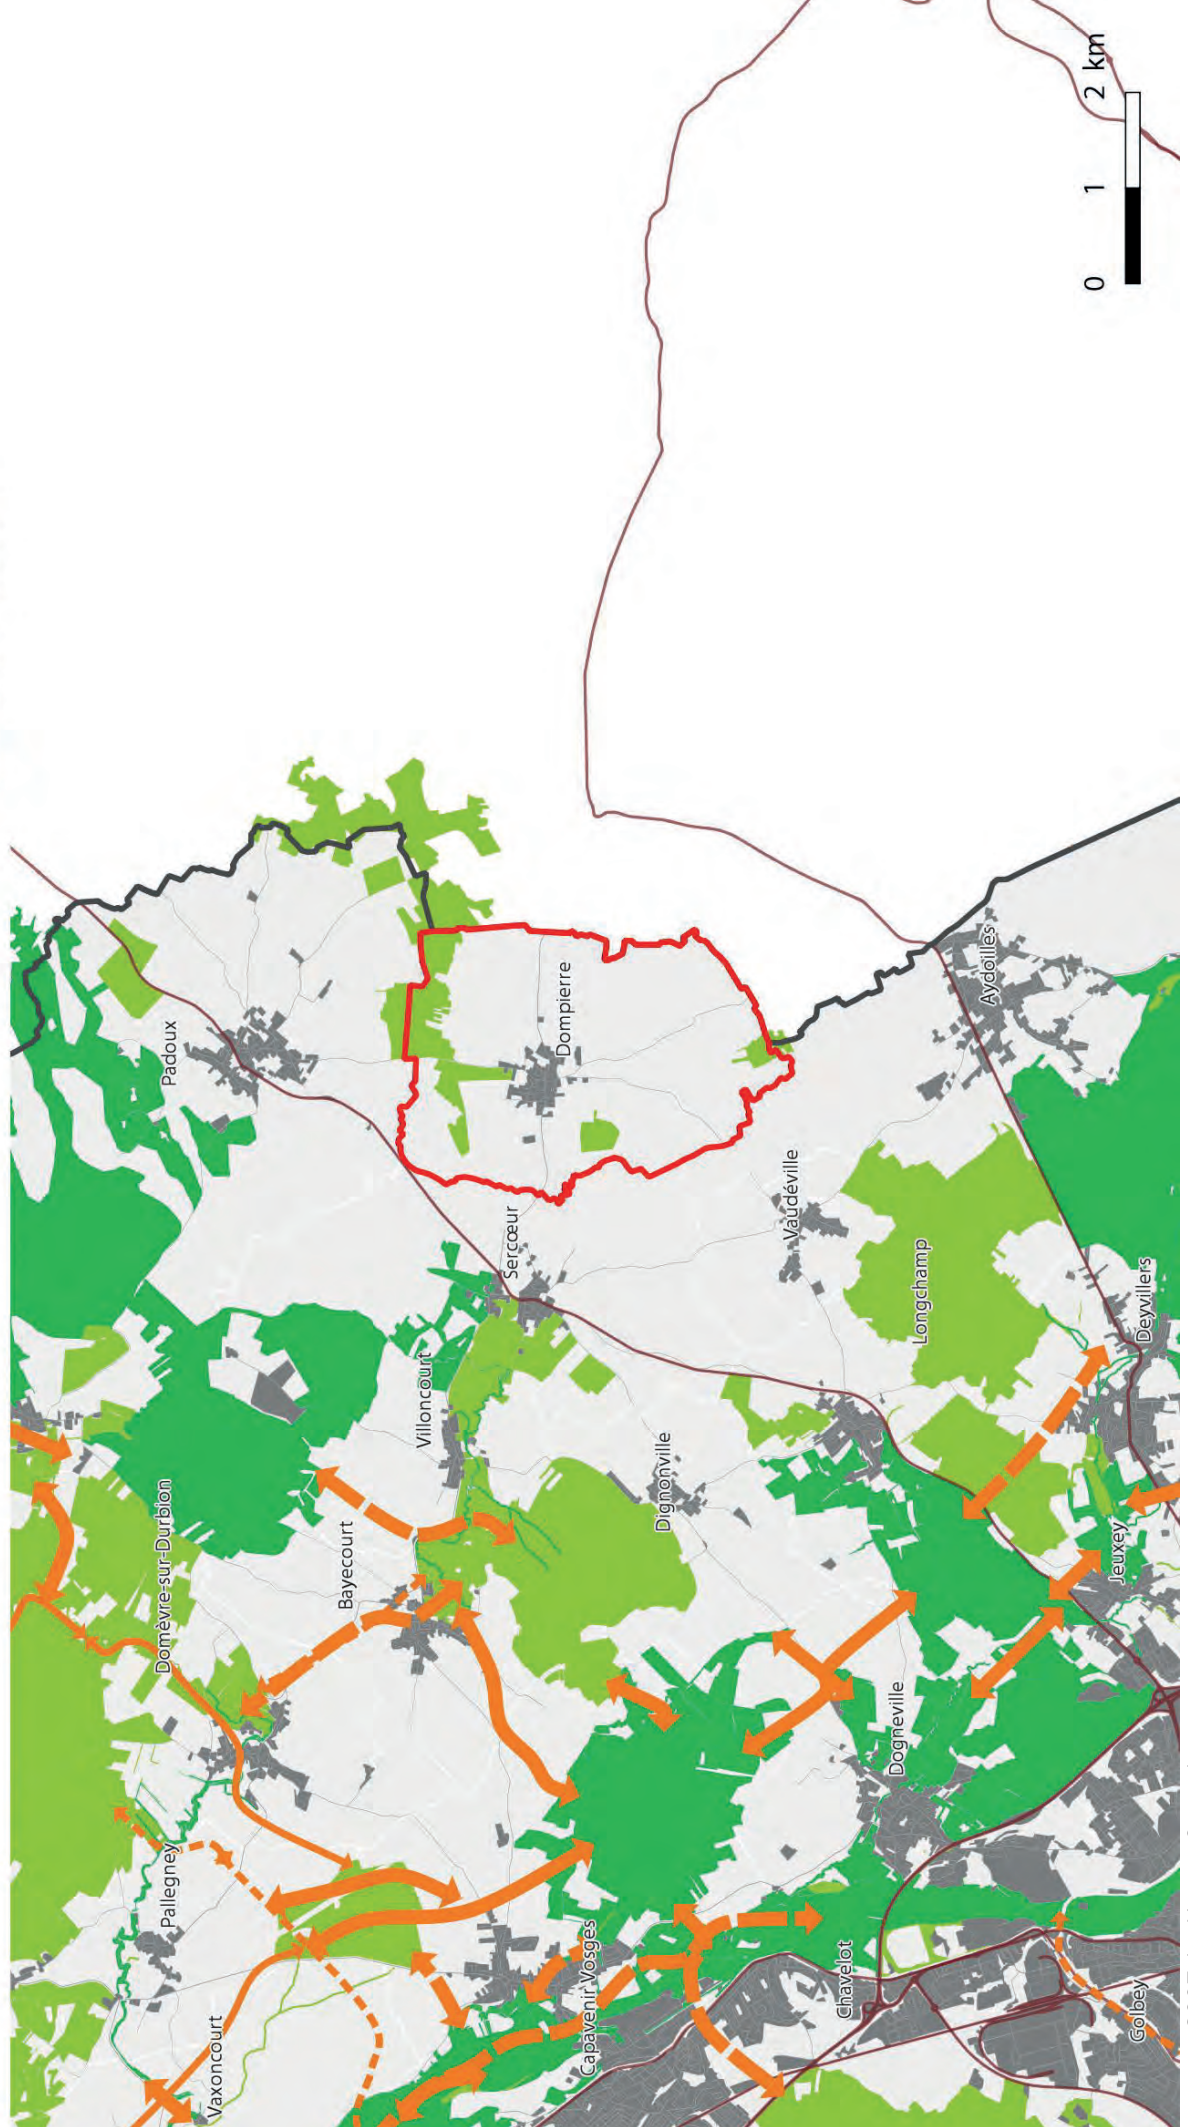 Vaxoncourt
Pallegney
Domèvre-sur-Durbion
Padoux
Bayecourt
Villoncourt
Sercœur
Dompierre
Capavenir Vosges
Dignonville
Vaudéville
Chavelot
Dogneville
Longchamp
Aydoilles
Golbey
Jeuxey
Deyvillers
0 1 2 km